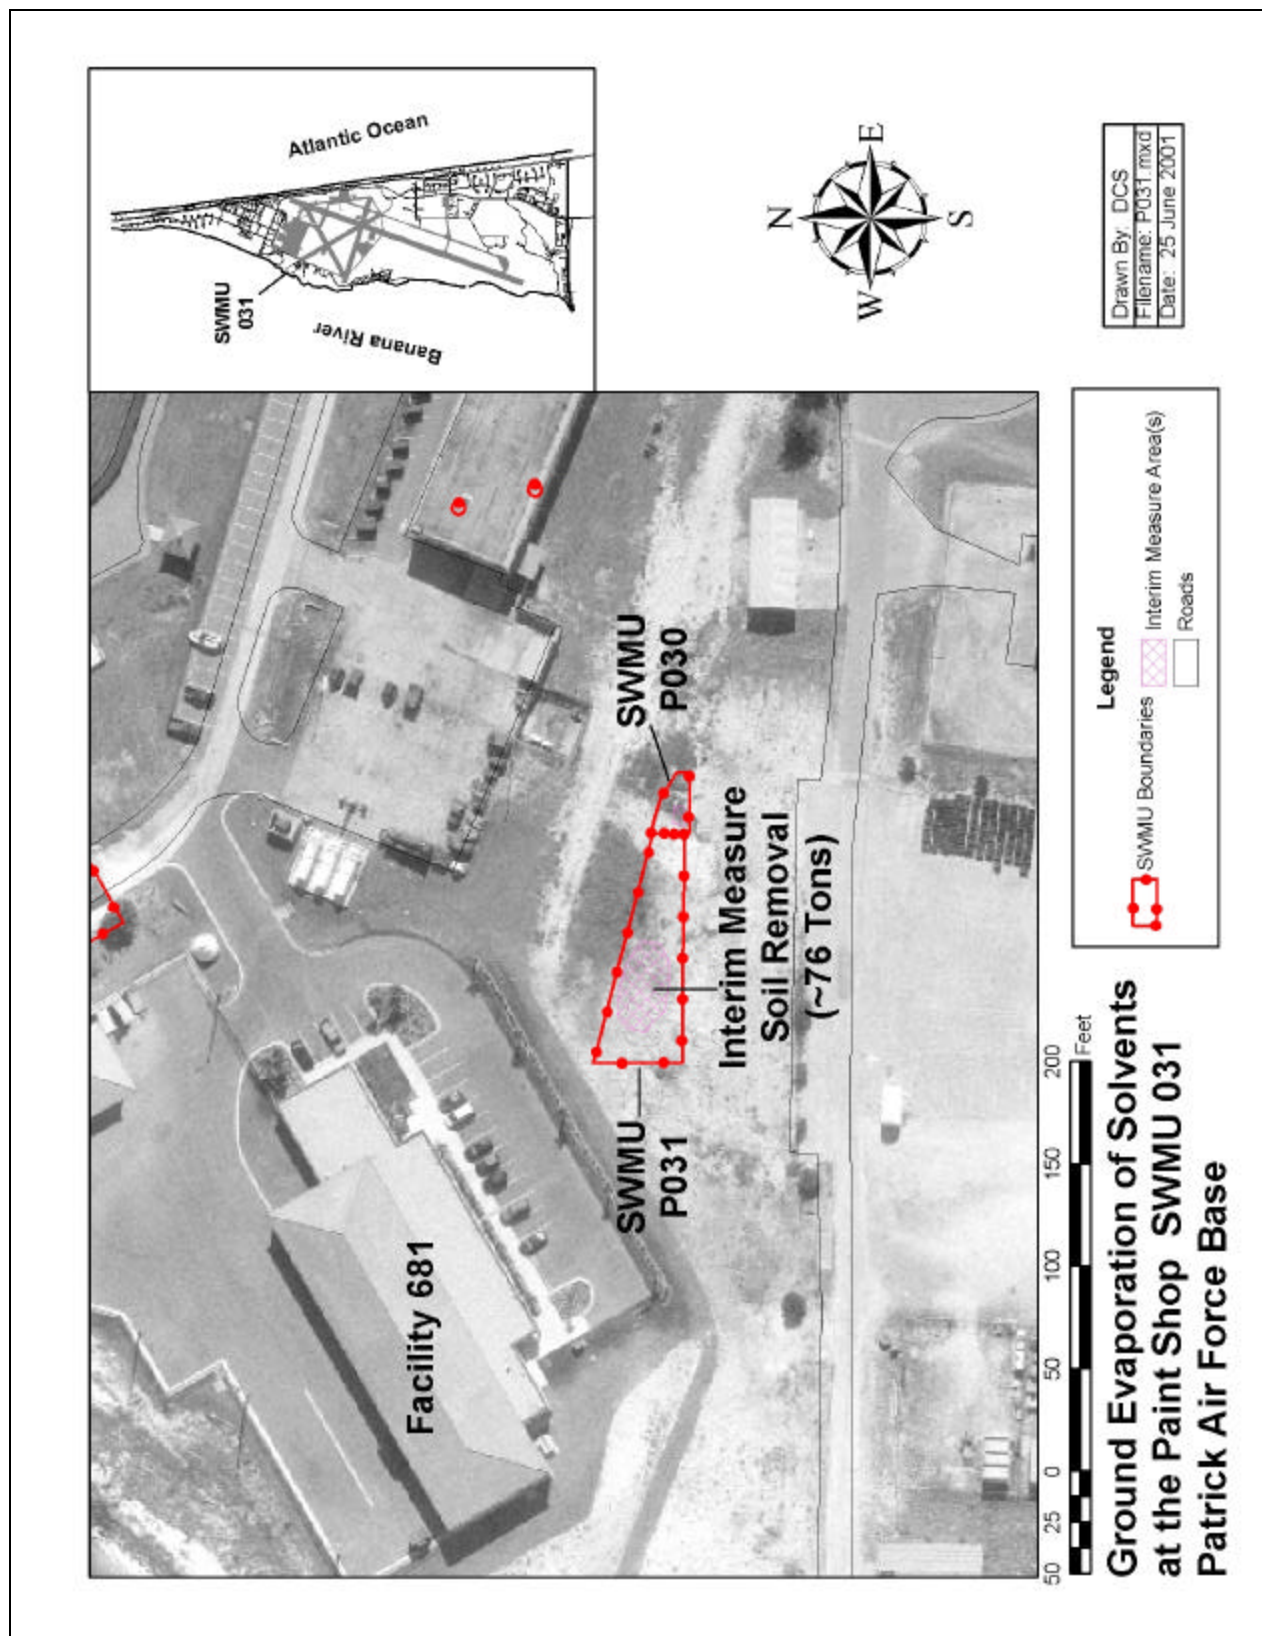 Atlantic Ocean
SWMU
031
Banana River
N
E
S
W
Drawn By: DCS
Filename: P031.mxd
Date: 25 June 2001
Facility 681
SWMU
P031
SWMU
P030
Interim Measure
Soil Removal
(~76 Tons)
Legend
SWMU Boundaries
Interim Measure Area(s)
Roads
50 25 0 50 100 150 200
Feet
Ground Evaporation of Solvents
at the Paint Shop SWMU 031
Patrick Air Force Base